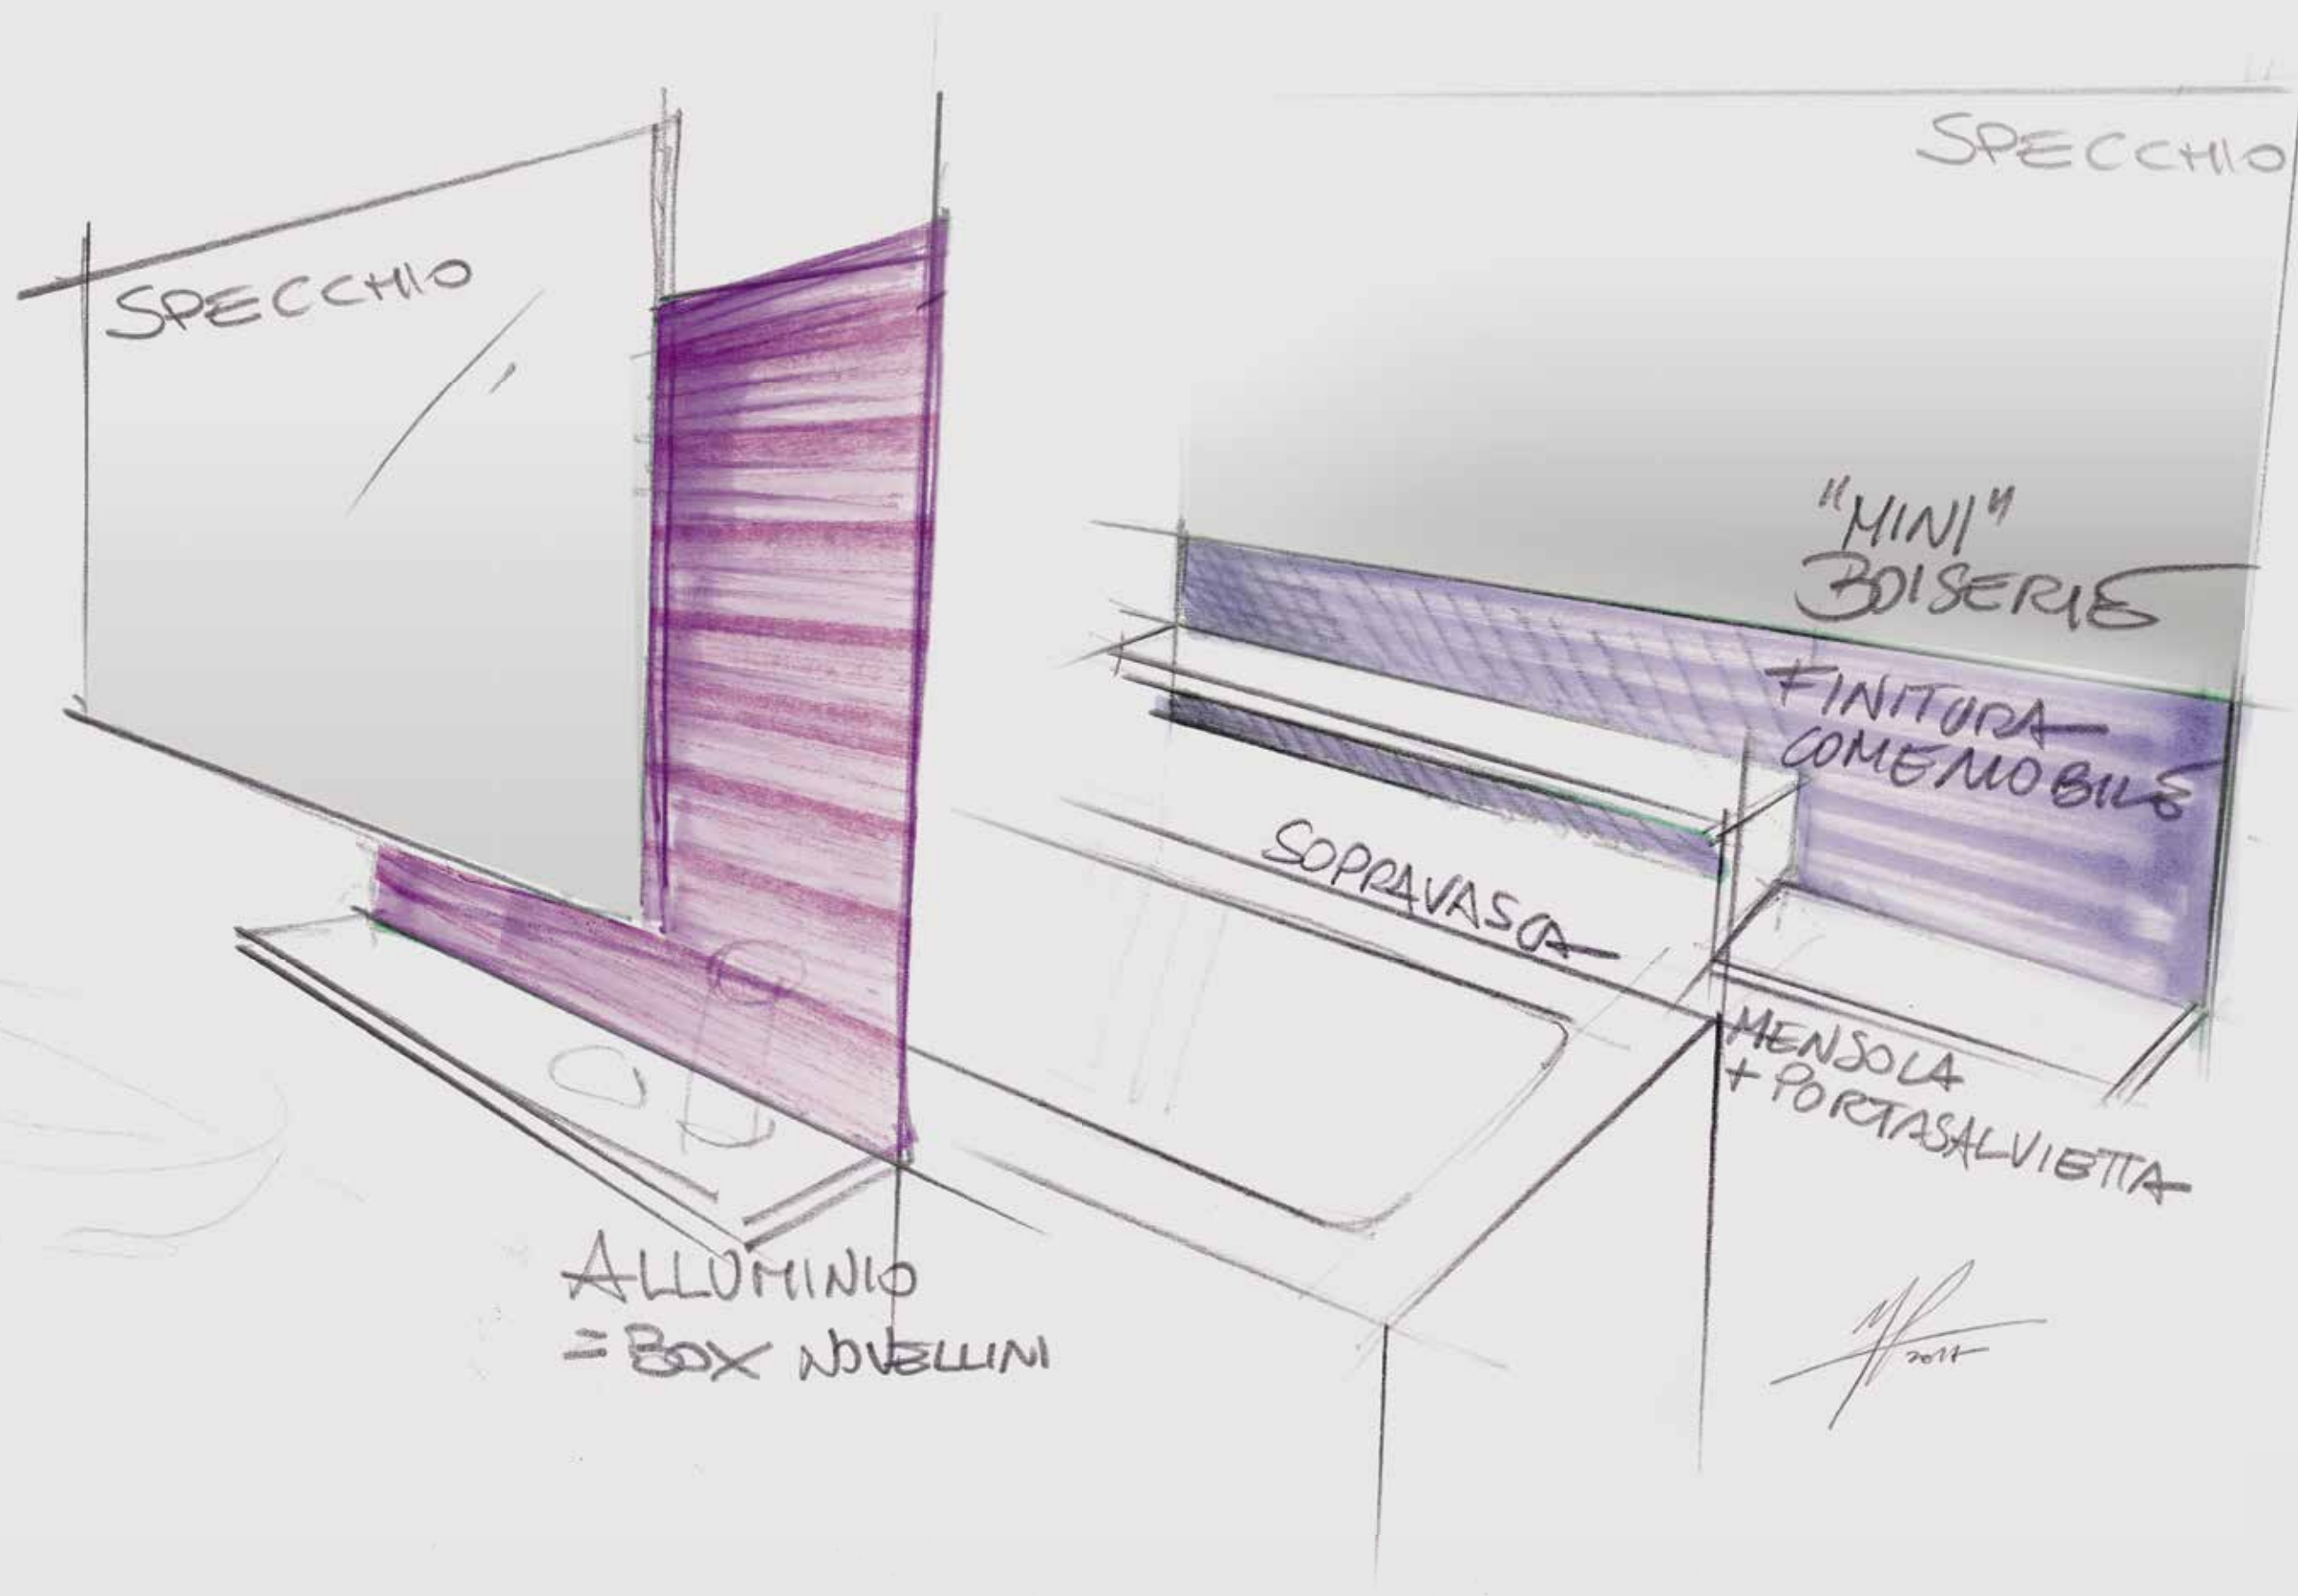 SPECCHIO
ALLUMINIO
= BOX NOVELLINI
SPECCHIO
"MINI"
BOISERIE
FINITURA
COME MOBILE
SOPRAVASCA
MENSOLA
+ PORTASALVIETTA